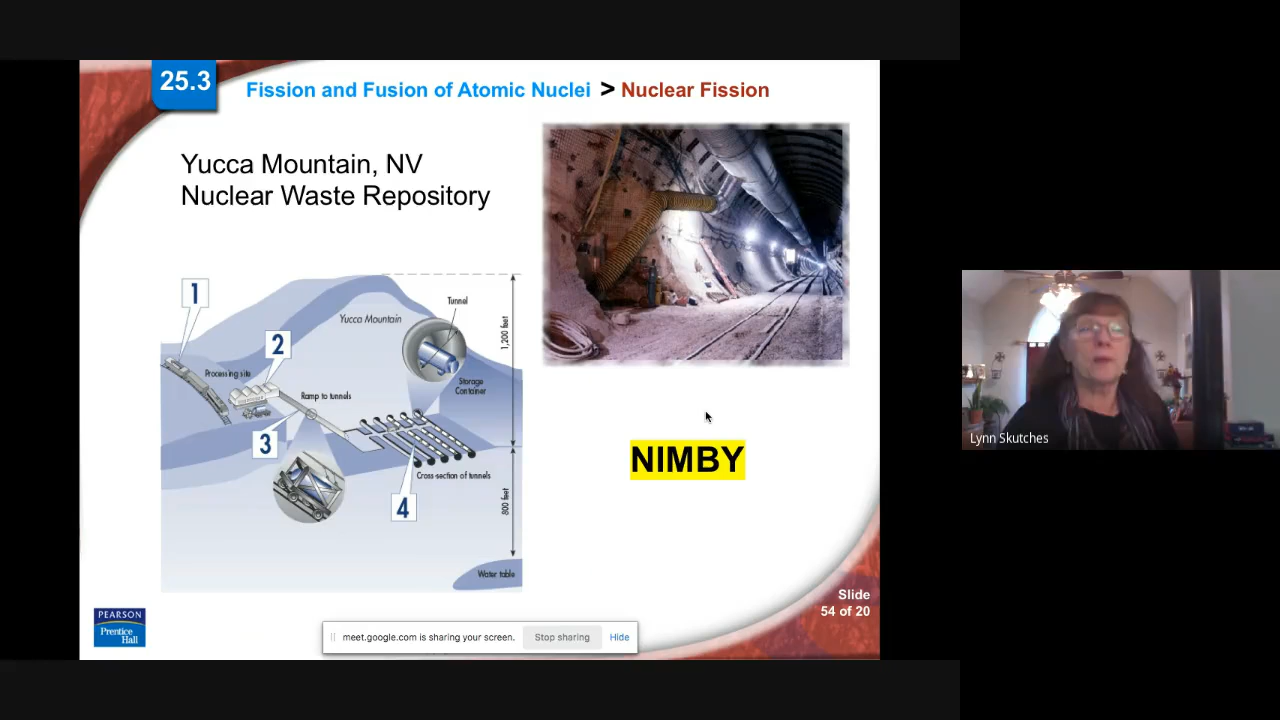 25.3
Fission and Fusion of Atomic Nuclei > Nuclear Fission
Yucca Mountain, NV
Nuclear Waste Repository
1
2
3
4
Tunnel
Yucca Mountain
1,200 feet
Processing site
Storage
Container
Ramp to tunnels
Cross-section of tunnels
800 feet
Water table
NIMBY
Lynn Skutches
Slide
54 of 20
PEARSON
Prentice
Hall
meet.google.com is sharing your screen.
Stop sharing
Hide